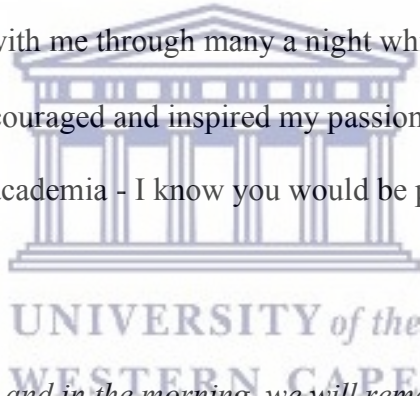 with me through many a night wh
couraged and inspired my passion
academia - I know you would be p
UNIVERSITY of the
WESTERN CAPE
and in the morning, we will rem